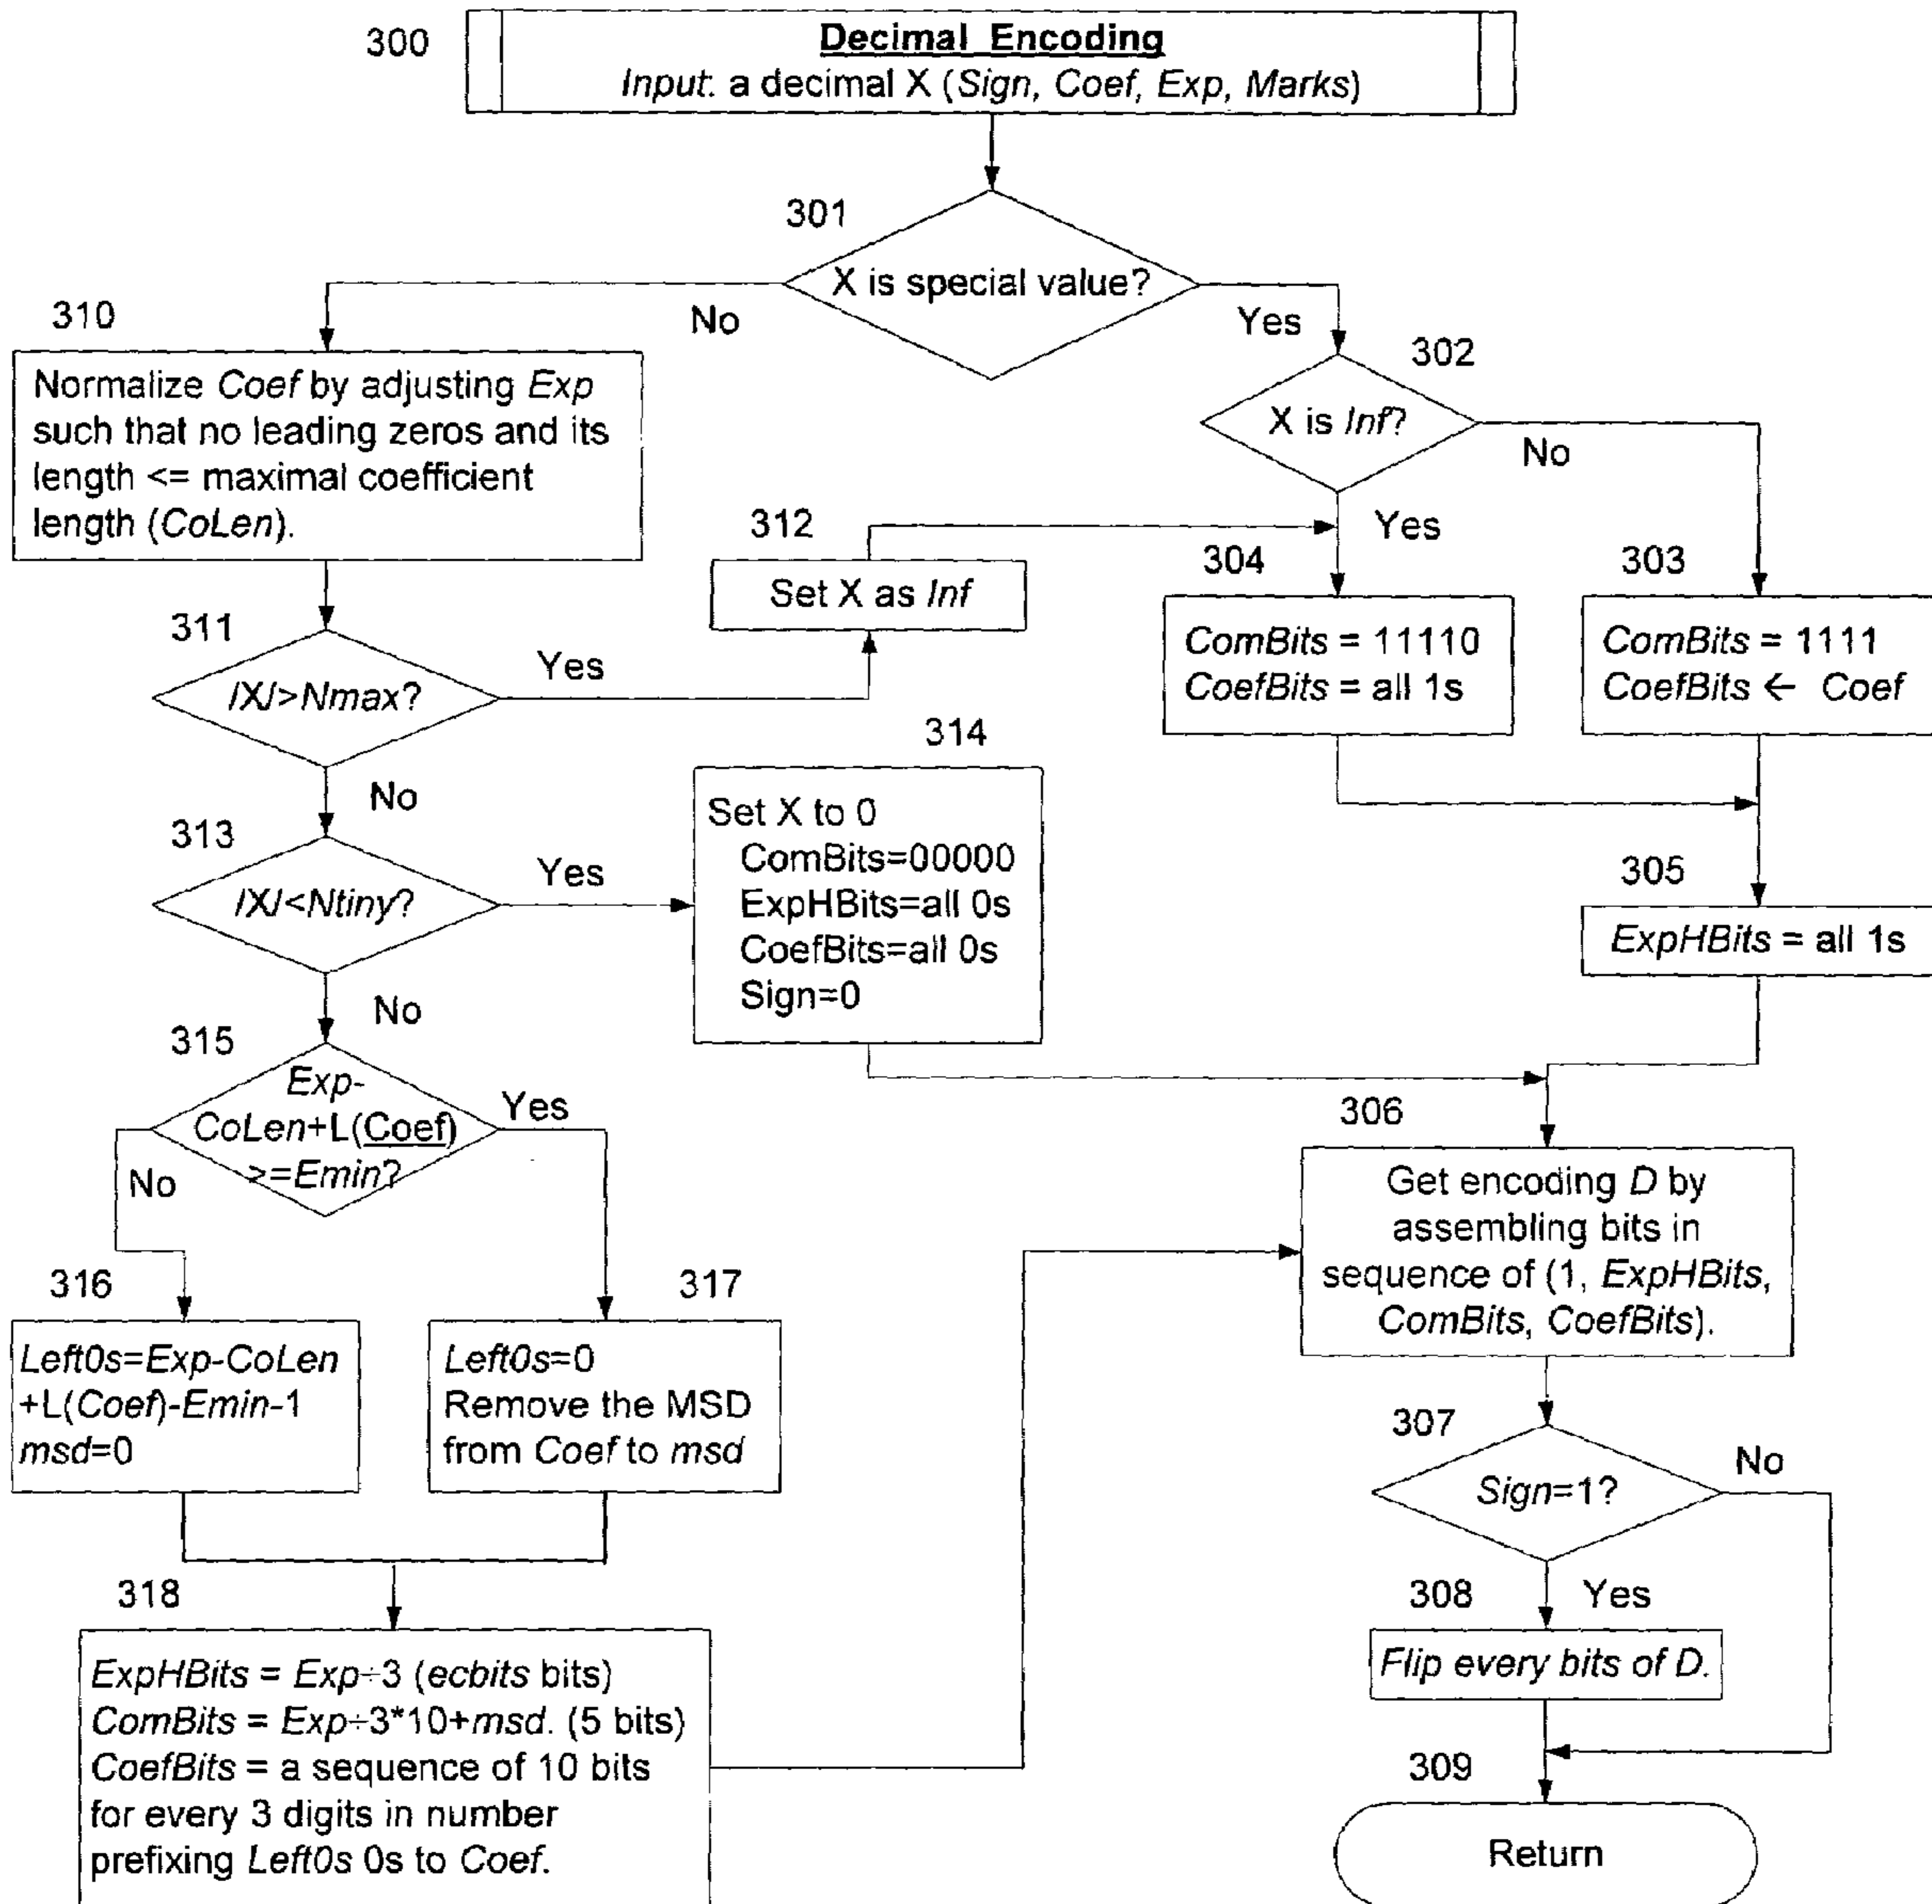 300
Decimal Encoding
Input: a decimal X (Sign, Coef, Exp, Marks)
301
X is special value?
No
Yes
310
Normalize Coef by adjusting Exp
such that no leading zeros and its
length <= maximal coefficient
length (CoLen).
302
X is Inf?
No
Yes
312
Set X as Inf
304
ComBits = 11110
CoefBits = all 1s
303
ComBits = 1111
CoefBits ← Coef
311
/X/>Nmax?
Yes
No
314
Set X to 0
ComBits=00000
ExpHBits=all 0s
CoefBits=all 0s
Sign=0
313
/X/<Ntiny?
Yes
No
305
ExpHBits = all 1s
315
Exp-
CoLen+L(Coef)
>=Emin?
Yes
No
306
Get encoding D by
assembling bits in
sequence of (1, ExpHBits,
ComBits, CoefBits).
316
Left0s=Exp-CoLen
+L(Coef)-Emin-1
msd=0
317
Left0s=0
Remove the MSD
from Coef to msd
307
Sign=1?
No
Yes
318
ExpHBits = Exp÷3 (ecbits bits)
ComBits = Exp÷3*10+msd. (5 bits)
CoefBits = a sequence of 10 bits
for every 3 digits in number
prefixing Left0s 0s to Coef.
308
Flip every bits of D.
309
Return